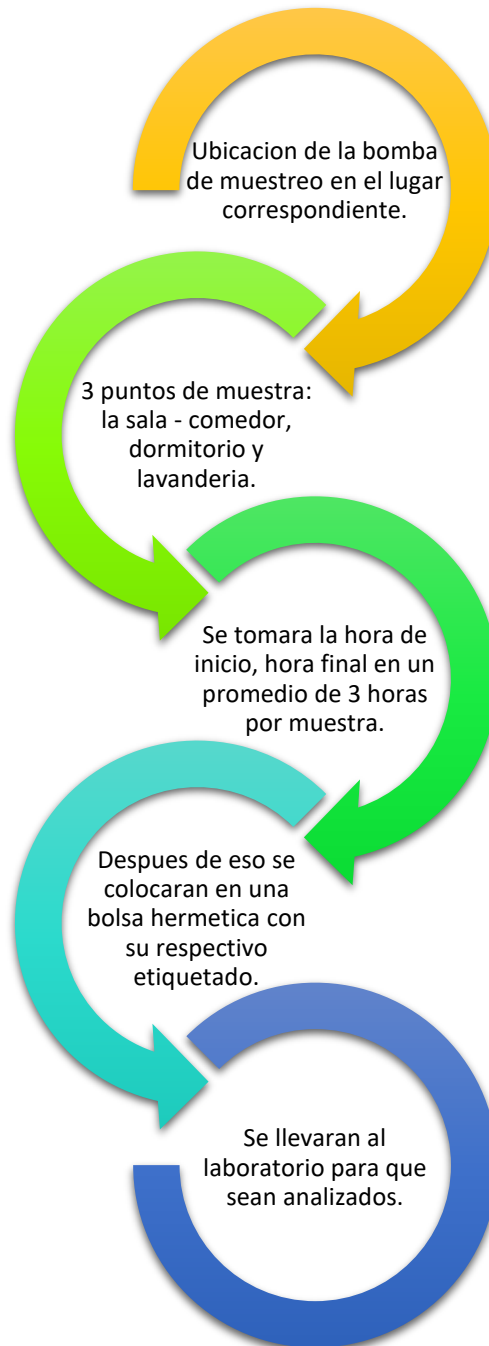 Ubicacion de la bomba
de muestreo en el lugar
correspondiente.
3 puntos de muestra:
la sala - comedor,
dormitorio y
lavanderia.
Se tomara la hora de
inicio, hora final en un
promedio de 3 horas
por muestra.
Despues de eso se
colocaran en una
bolsa hermetica con
su respectivo
etiquetado.
Se llevaran al
laboratorio para que
sean analizados.